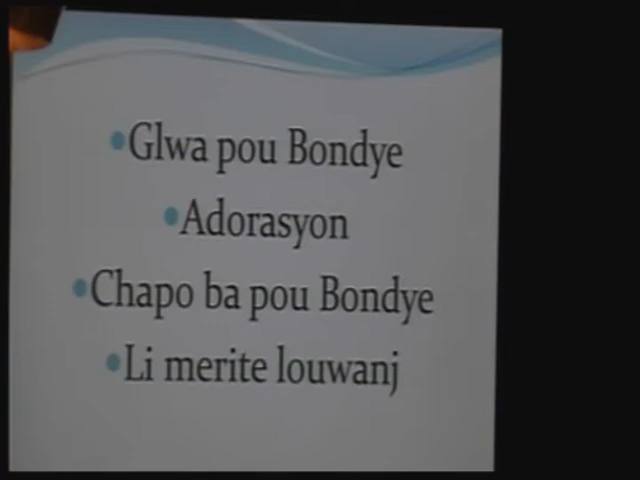 •Glwa pou Bondye
•Adorasyon
•Chapo ba pou Bondye
•Li merite louwanj